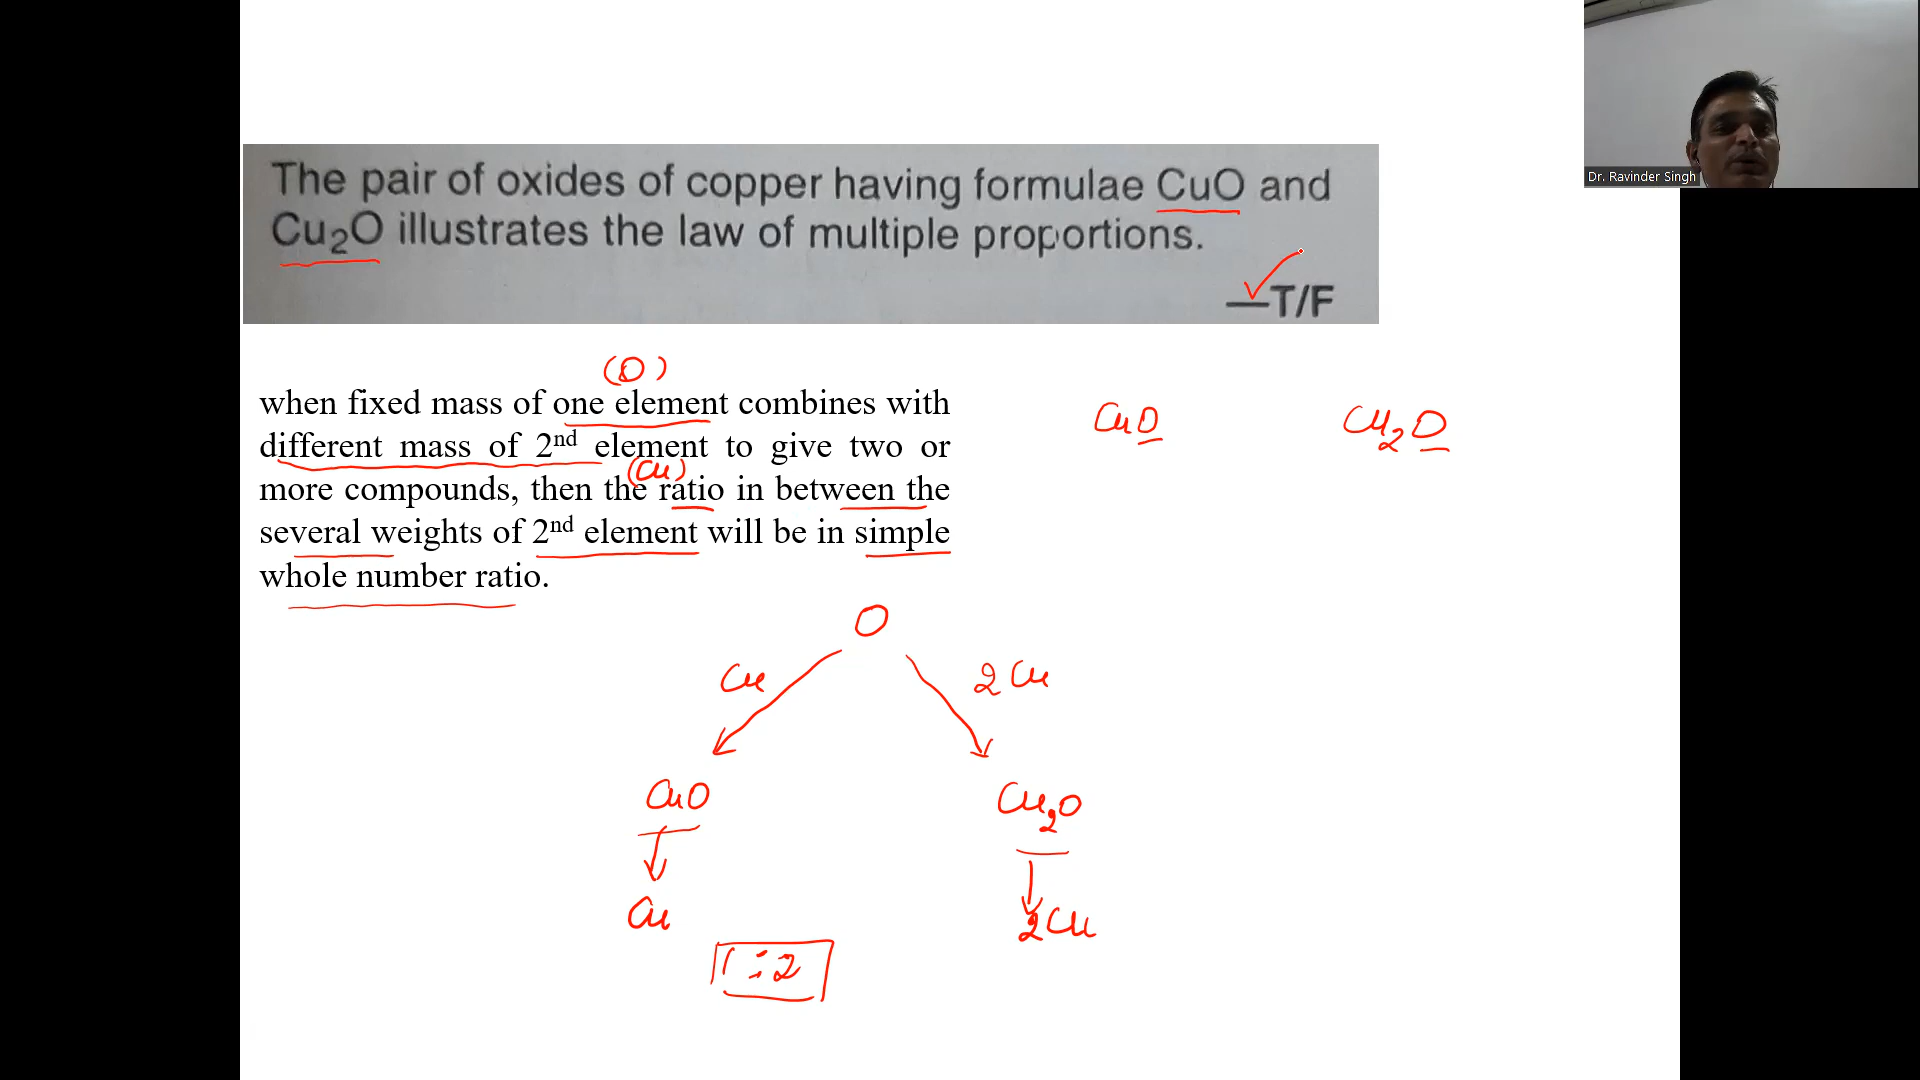 Dr. Ravinder Singh
The pair of oxides of copper having formulae CuO and
Cu₂O illustrates the law of multiple proportions.
—T/F
(O)
when fixed mass of one element combines with
different mass of 2nd element to give two or
(Cu)
more compounds, then the ratio in between the
several weights of 2nd element will be in simple
whole number ratio.
CuO Cu₂O
O
Cu 2Cu
CuO Cu₂O
Cu 2Cu
1:2